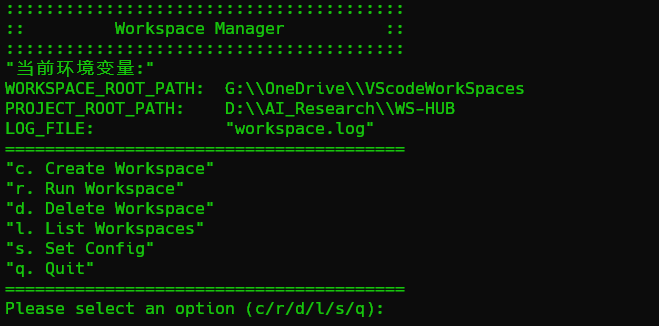 ::::::::::::::::::::::::::::::::::::::::
::         Workspace Manager          ::
::::::::::::::::::::::::::::::::::::::::
"当前环境变量:"
WORKSPACE_ROOT_PATH:  G:\\OneDrive\\VScodeWorkSpaces
PROJECT_ROOT_PATH:    D:\\AI_Research\\WS-HUB
LOG_FILE:             "workspace.log"
========================================
"c. Create Workspace"
"r. Run Workspace"
"d. Delete Workspace"
"l. List Workspaces"
"s. Set Config"
"q. Quit"
========================================
Please select an option (c/r/d/l/s/q):